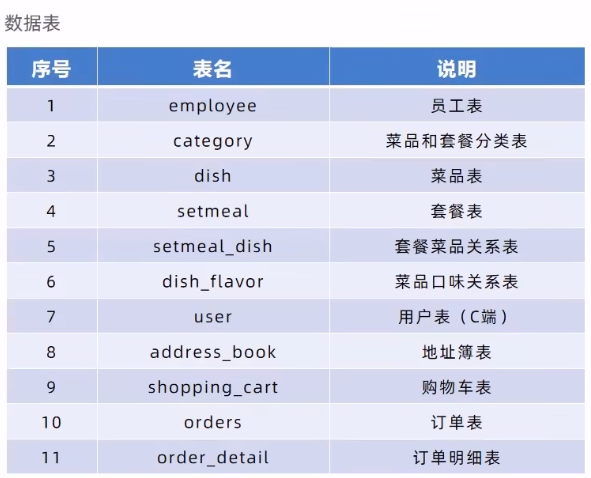 数据表
序号 表名 说明
1 employee 员工表
2 category 菜品和套餐分类表
3 dish 菜品表
4 setmeal 套餐表
5 setmeal_dish 套餐菜品关系表
6 dish_flavor 菜品口味关系表
7 user 用户表（C端）
8 address_book 地址簿表
9 shopping_cart 购物车表
10 orders 订单表
11 order_detail 订单明细表